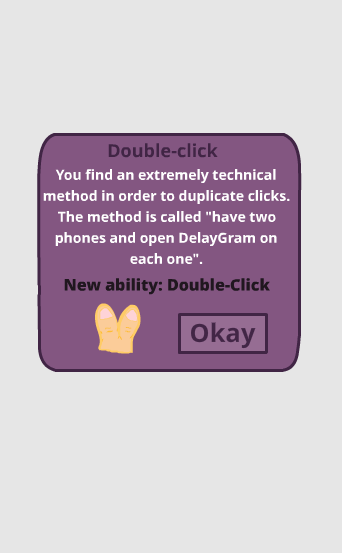 Double-click
You find an extremely technical
method in order to duplicate clicks.
The method is called "have two
phones and open DelayGram on
each one".
New ability: Double-Click
Okay